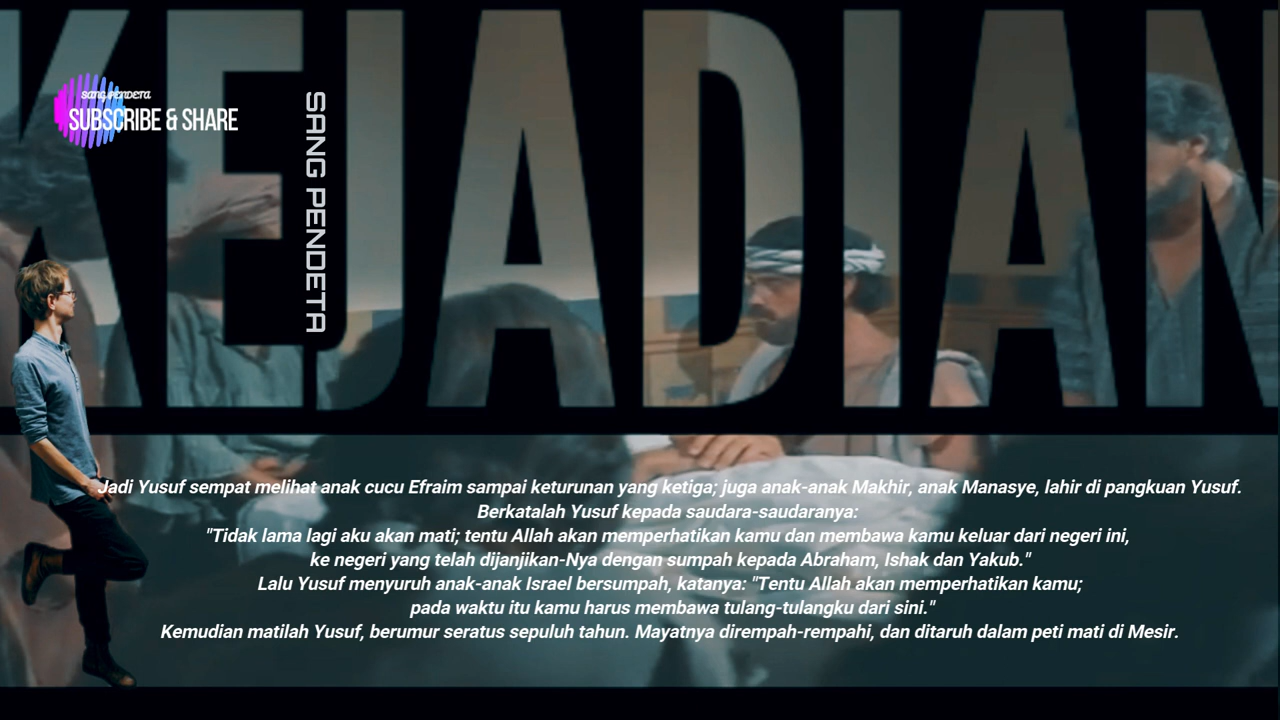 KEJADIAN
sang pendeta
SUBSCRIBE & SHARE
SANG PENDETA
Jadi Yusuf sempat melihat anak cucu Efraim sampai keturunan yang ketiga; juga anak-anak Makhir, anak Manasye, lahir di pangkuan Yusuf.
Berkatalah Yusuf kepada saudara-saudaranya:
"Tidak lama lagi aku akan mati; tentu Allah akan memperhatikan kamu dan membawa kamu keluar dari negeri ini,
ke negeri yang telah dijanjikan-Nya dengan sumpah kepada Abraham, Ishak dan Yakub."
Lalu Yusuf menyuruh anak-anak Israel bersumpah, katanya: "Tentu Allah akan memperhatikan kamu;
pada waktu itu kamu harus membawa tulang-tulangku dari sini."
Kemudian matilah Yusuf, berumur seratus sepuluh tahun. Mayatnya dirempah-rempahi, dan ditaruh dalam peti mati di Mesir.